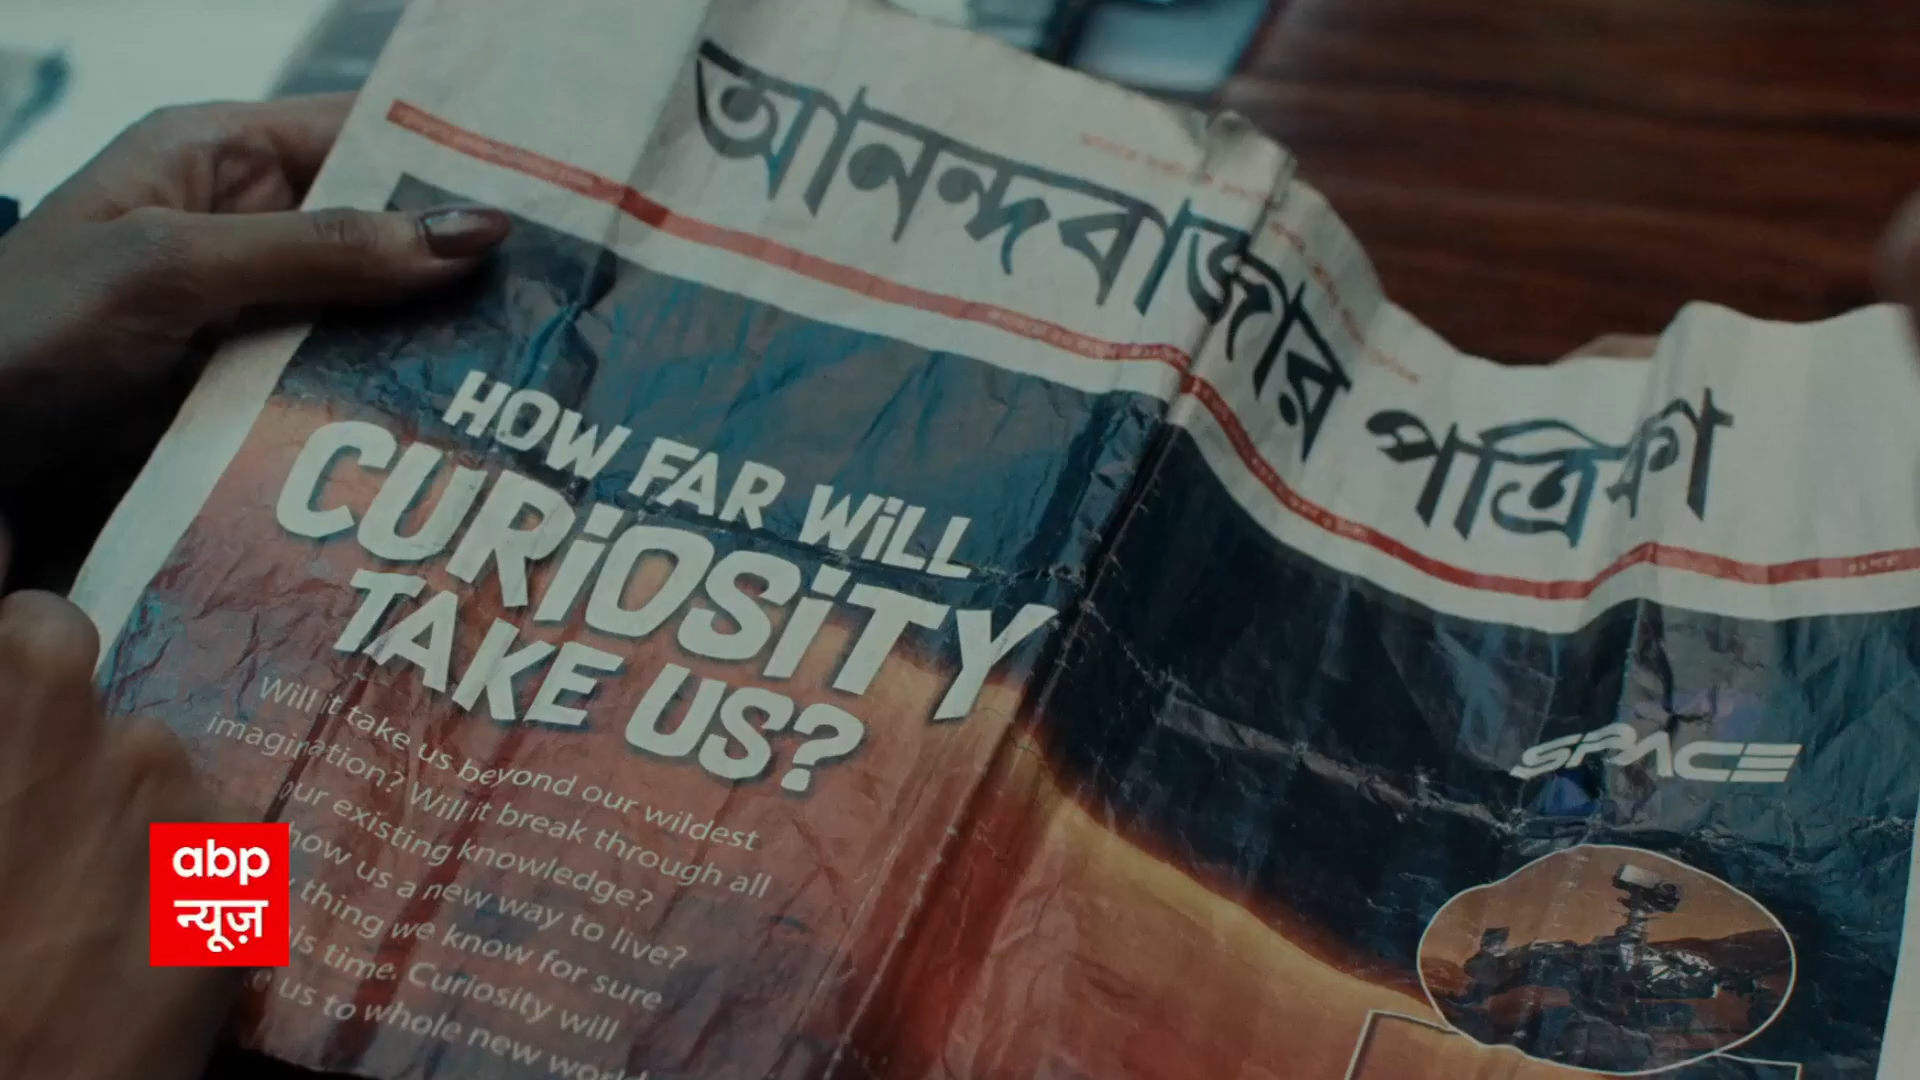 আনন্দবাজার পত্রিকা
HOW FAR WiLL
CURiOSiTY
TAKE US?
Will it take us beyond our wildest
imagination? Will it break through all
our existing knowledge?
how us a new way to live?
thing we know for sure
is time. Curiosity will
us to whole new
SPACE
abp
न्यूज़